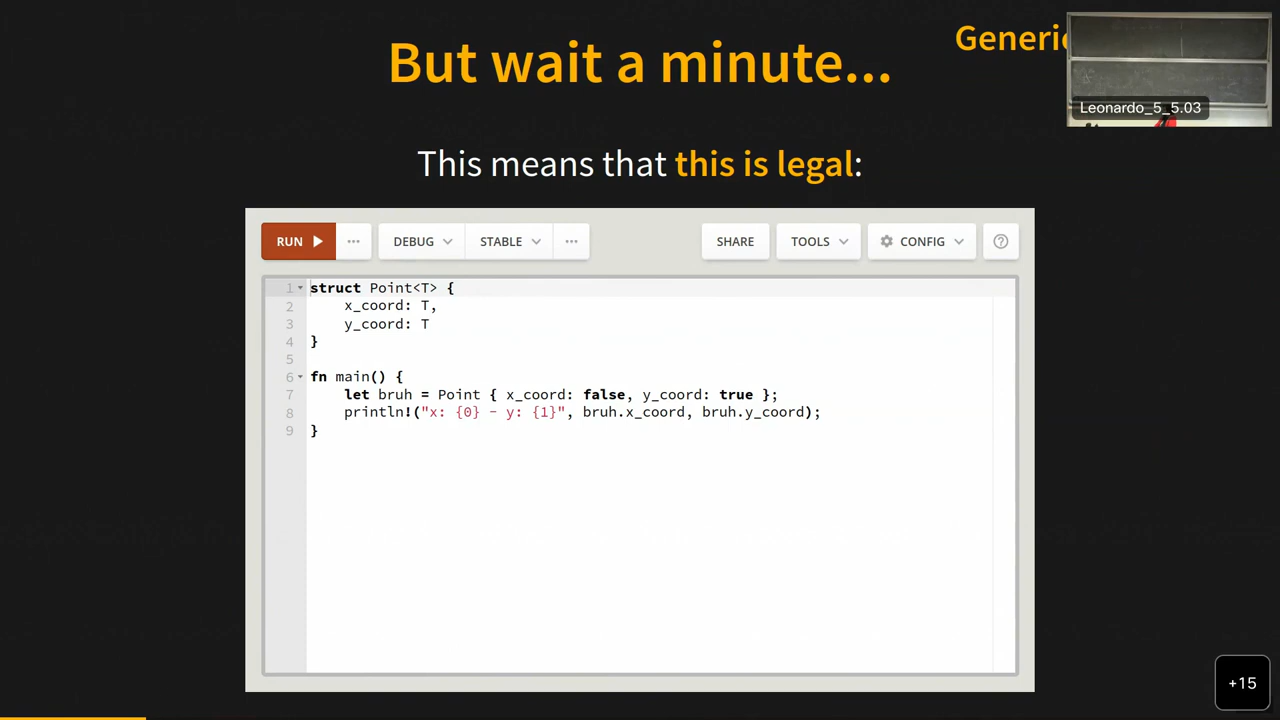 But wait a minute...
Generic
Leonardo_5_5.03
This means that this is legal:
RUN ▶ ··· DEBUG STABLE ··· SHARE TOOLS CONFIG ?
1 struct Point<T> {
2     x_coord: T,
3     y_coord: T
4 }
5
6 fn main() {
7     let bruh = Point { x_coord: false, y_coord: true };
8     println!("x: {0} - y: {1}", bruh.x_coord, bruh.y_coord);
9 }
+15